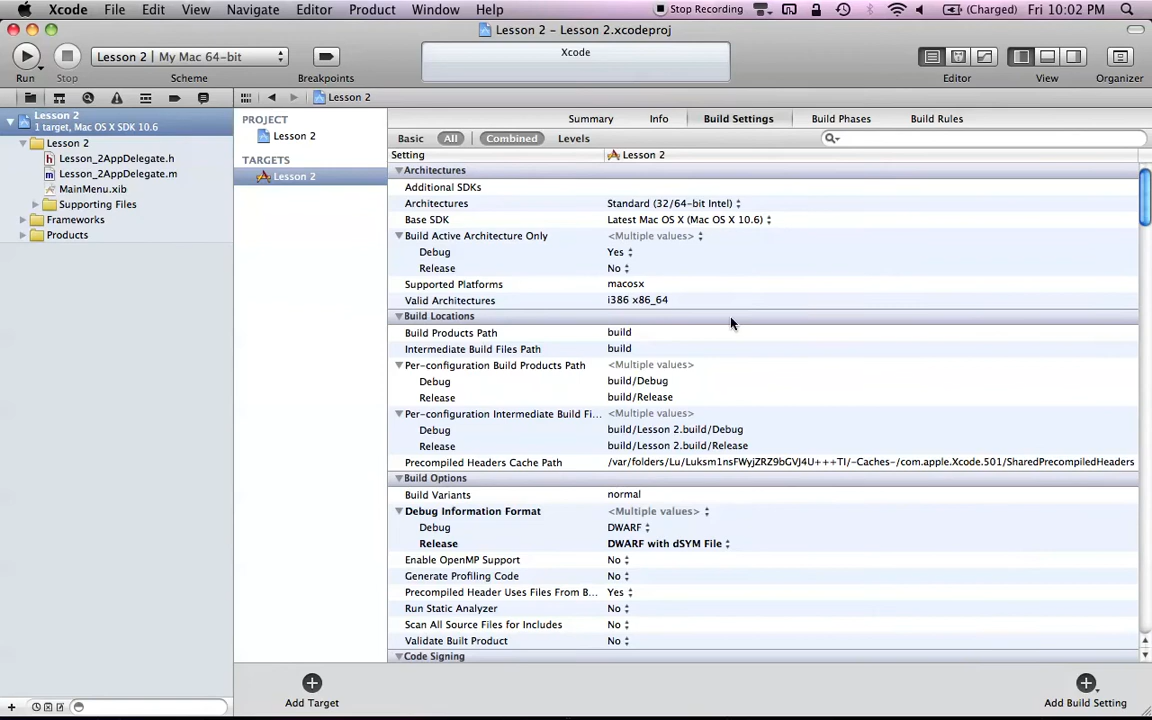 Xcode File Edit View Navigate Editor Product Window Help Stop Recording (Charged) Fri 10:02 PM
Lesson 2 – Lesson 2.xcodeproj
Lesson 2 | My Mac 64-bit
Xcode
Run Stop Scheme Breakpoints Editor View Organizer
Lesson 2
1 target, Mac OS X SDK 10.6
Lesson 2
Lesson_2AppDelegate.h
Lesson_2AppDelegate.m
MainMenu.xib
Supporting Files
Frameworks
Products
Lesson 2
PROJECT
Lesson 2
TARGETS
Lesson 2
Summary Info Build Settings Build Phases Build Rules
Basic All Combined Levels
Setting Lesson 2
Architectures
Additional SDKs
Architectures Standard (32/64-bit Intel)
Base SDK Latest Mac OS X (Mac OS X 10.6)
Build Active Architecture Only <Multiple values>
Debug Yes
Release No
Supported Platforms macosx
Valid Architectures i386 x86_64
Build Locations
Build Products Path build
Intermediate Build Files Path build
Per-configuration Build Products Path <Multiple values>
Debug build/Debug
Release build/Release
Per-configuration Intermediate Build Fi... <Multiple values>
Debug build/Lesson 2.build/Debug
Release build/Lesson 2.build/Release
Precompiled Headers Cache Path /var/folders/Lu/Luksm1nsFWyjZRZ9bGVJ4U+++TI/-Caches-/com.apple.Xcode.501/SharedPrecompiledHeaders
Build Options
Build Variants normal
Debug Information Format <Multiple values>
Debug DWARF
Release DWARF with dSYM File
Enable OpenMP Support No
Generate Profiling Code No
Precompiled Header Uses Files From B... Yes
Run Static Analyzer No
Scan All Source Files for Includes No
Validate Built Product No
Code Signing
Add Target Add Build Setting